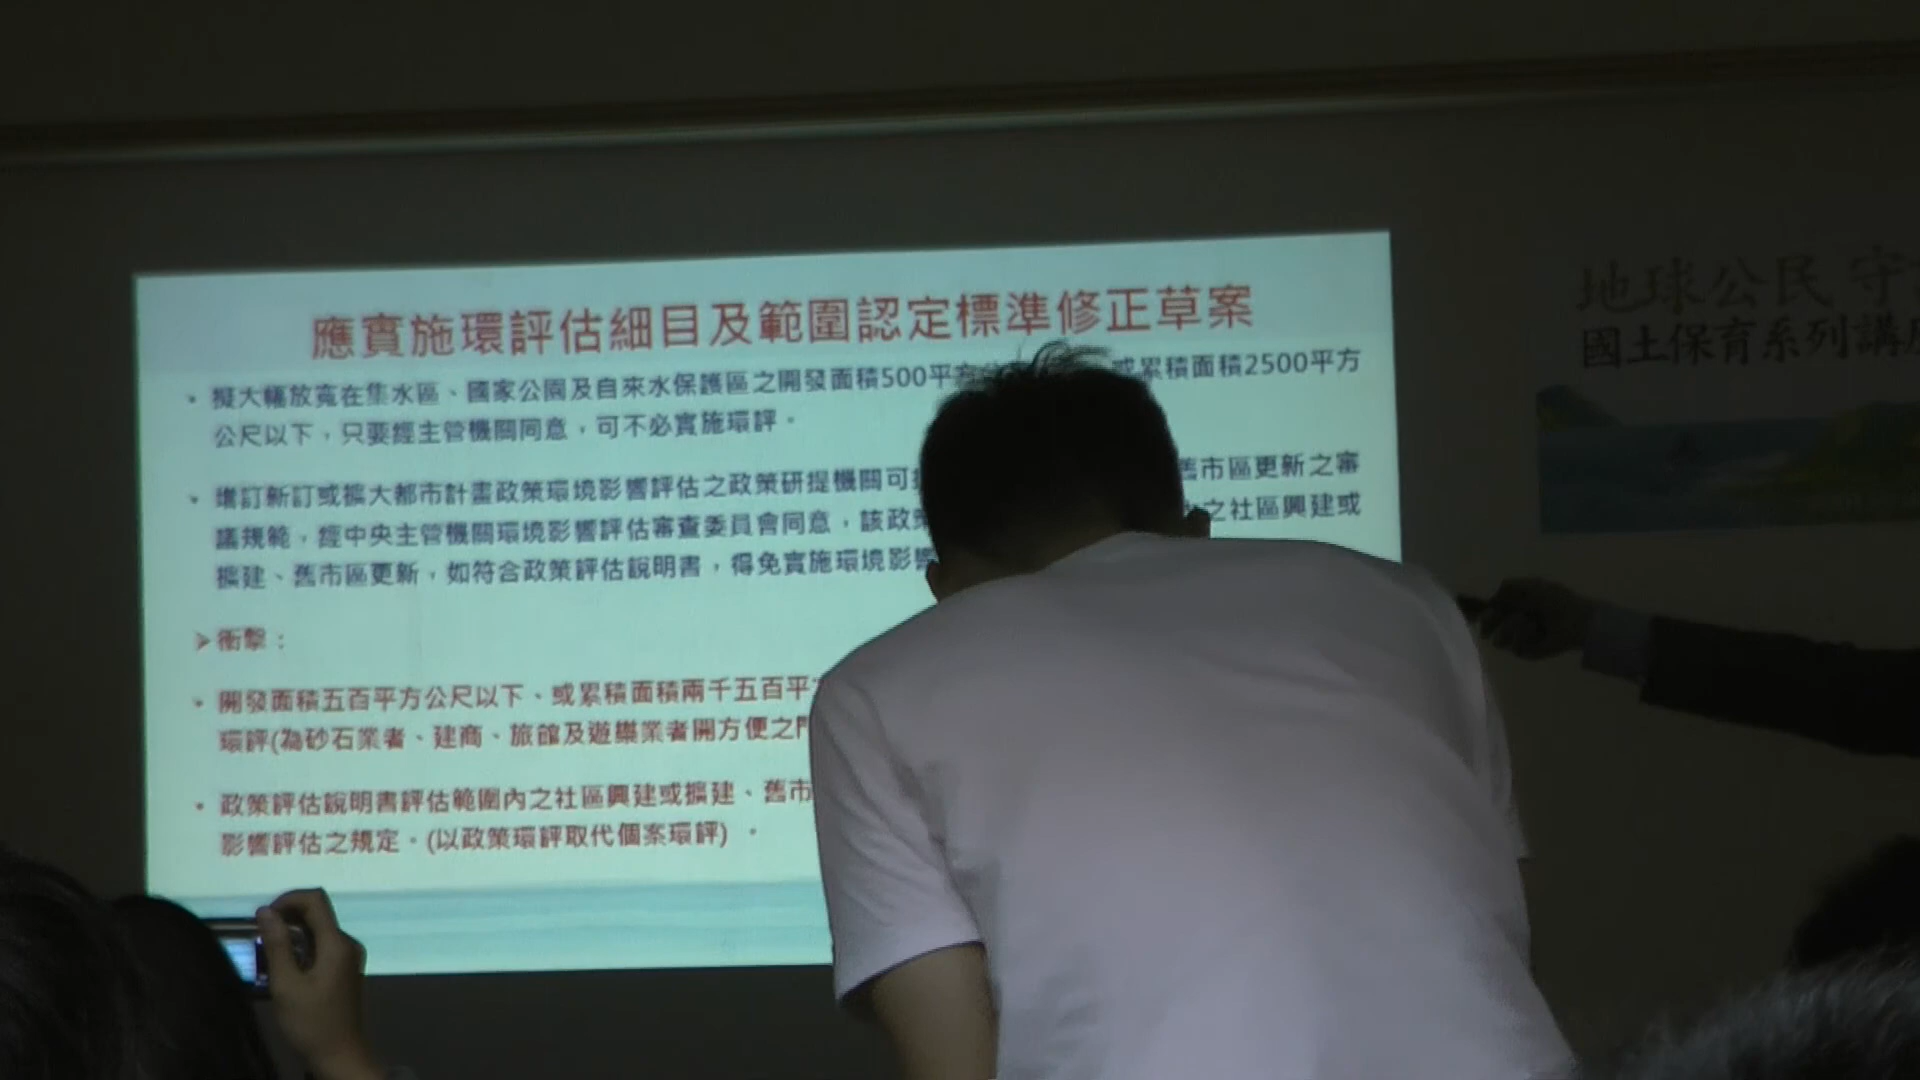 應實施環評估細目及範圍認定標準修正草案
• 擬大幅放寬在集水區、國家公園及自來水保護區之開發面積500平方 或累積面積2500平方
公尺以下，只要經主管機關同意，可不必實施環評。
• 增訂新訂或擴大都市計畫政策環境影響評估之政策研提機關可 舊市區更新之審
議規範，經中央主管機關環境影響評估審查委員會同意，該政策 之社區興建或
擴建、舊市區更新，如符合政策評估說明書，得免實施環境影響
➢衝擊：
• 開發面積五百平方公尺以下、或累積面積兩千五百平
環評(為砂石業者、建商、旅館及遊樂業者開方便之門
• 政策評估說明書評估範圍內之社區興建或擴建、舊市
影響評估之規定。(以政策環評取代個案環評) 。
地球公民 守
國土保育系列講座